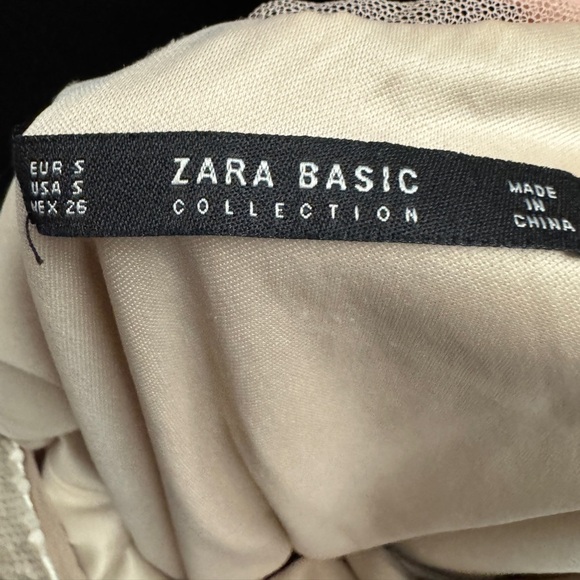 EUR S
USA S
MEX 26
ZARA BASIC
COLLECTION
MADE
IN
CHINA